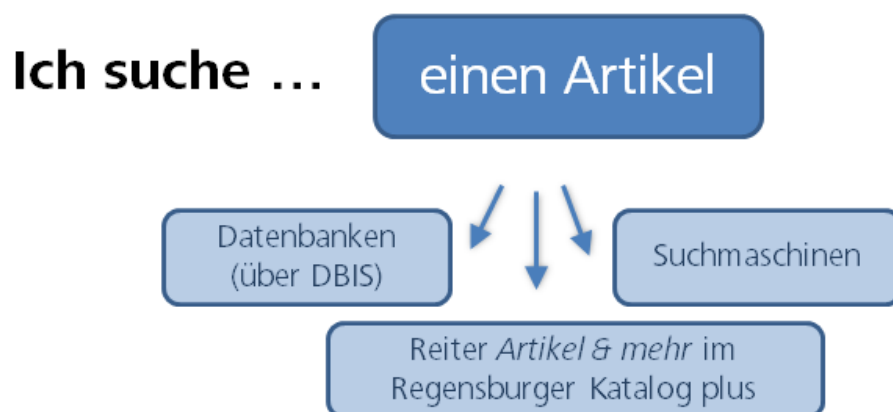 Ich suche …
einen Artikel
Datenbanken
(über DBIS)
Suchmaschinen
Reiter Artikel & mehr im
Regensburger Katalog plus